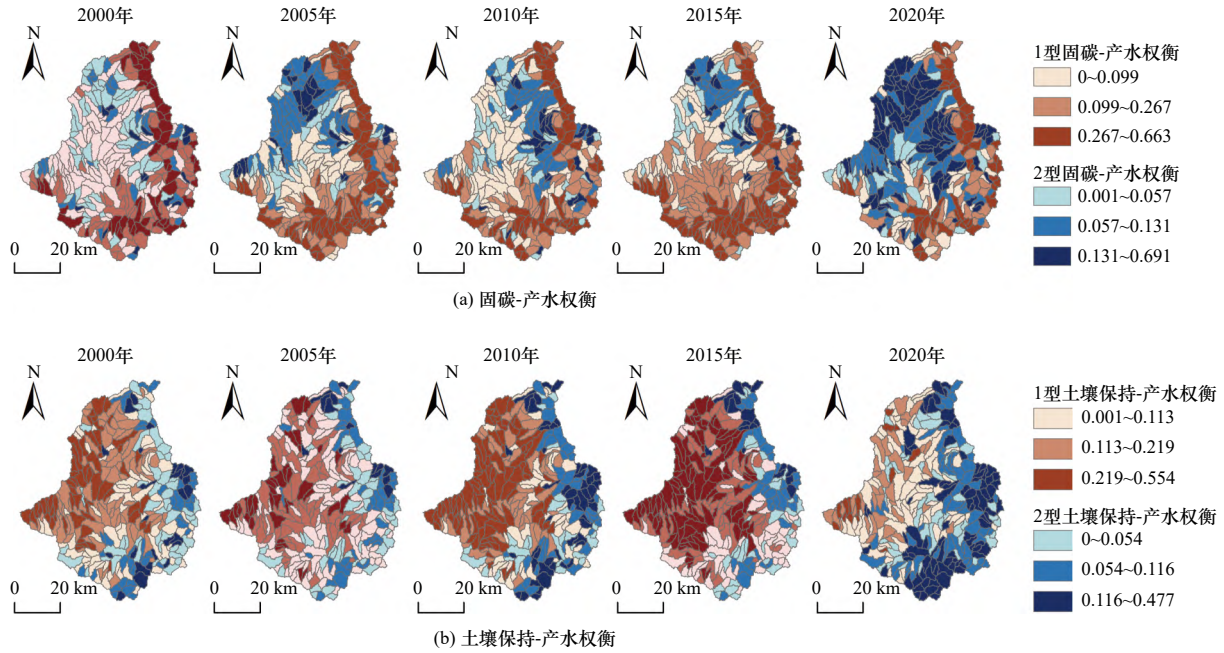 2000年
2005年
2010年
2015年
2020年
N
N
N
N
N
1型固碳-产水权衡
0~0.099
0.099~0.267
0.267~0.663
2型固碳-产水权衡
0.001~0.057
0.057~0.131
0.131~0.691
0 20 km
0 20 km
0 20 km
0 20 km
0 20 km
(a) 固碳-产水权衡
2000年
2005年
2010年
2015年
2020年
N
N
N
N
N
1型土壤保持-产水权衡
0.001~0.113
0.113~0.219
0.219~0.554
2型土壤保持-产水权衡
0~0.054
0.054~0.116
0.116~0.477
0 20 km
0 20 km
0 20 km
0 20 km
0 20 km
(b) 土壤保持-产水权衡